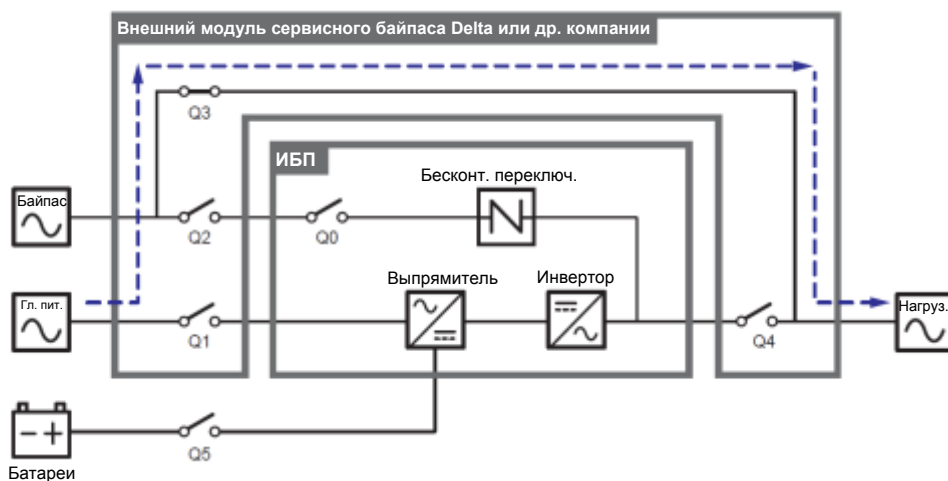 Внешний модуль сервисного байпаса Delta или др. компании
Q3
ИБП
Бесконт. переключ.
Байпас
Q2
Q0
Выпрямитель
Инвертор
Гл. пит.
Нагруз.
Q1
Q4
Q5
Батареи